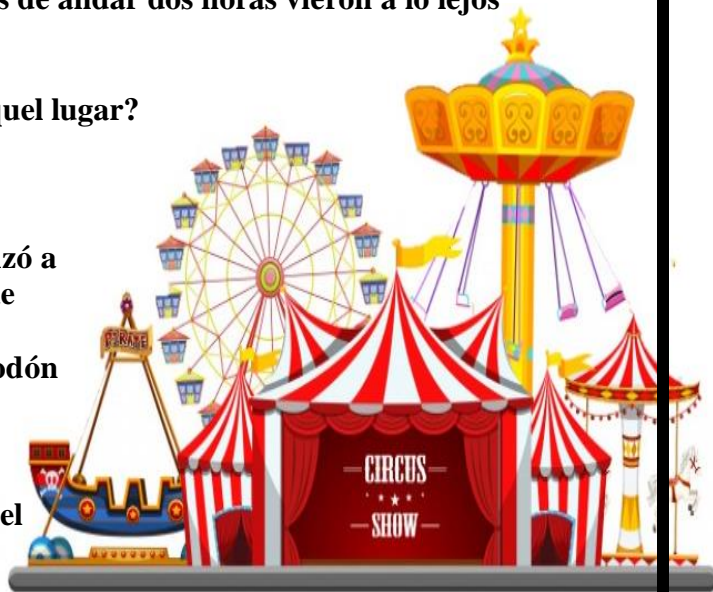 s de andar dos horas vieron a lo lejos
quel lugar?
zó a
e
odón
el
PIRATE
CIRCUS
SHOW